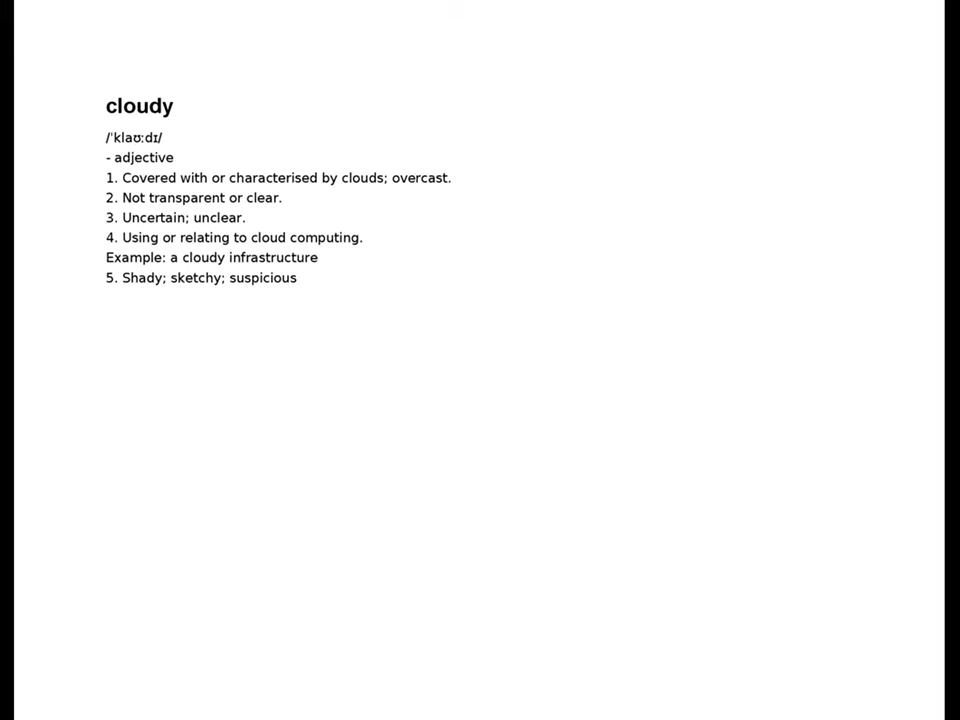 cloudy
/ˈklaʊːdɪ/
- adjective
1. Covered with or characterised by clouds; overcast.
2. Not transparent or clear.
3. Uncertain; unclear.
4. Using or relating to cloud computing.
Example: a cloudy infrastructure
5. Shady; sketchy; suspicious